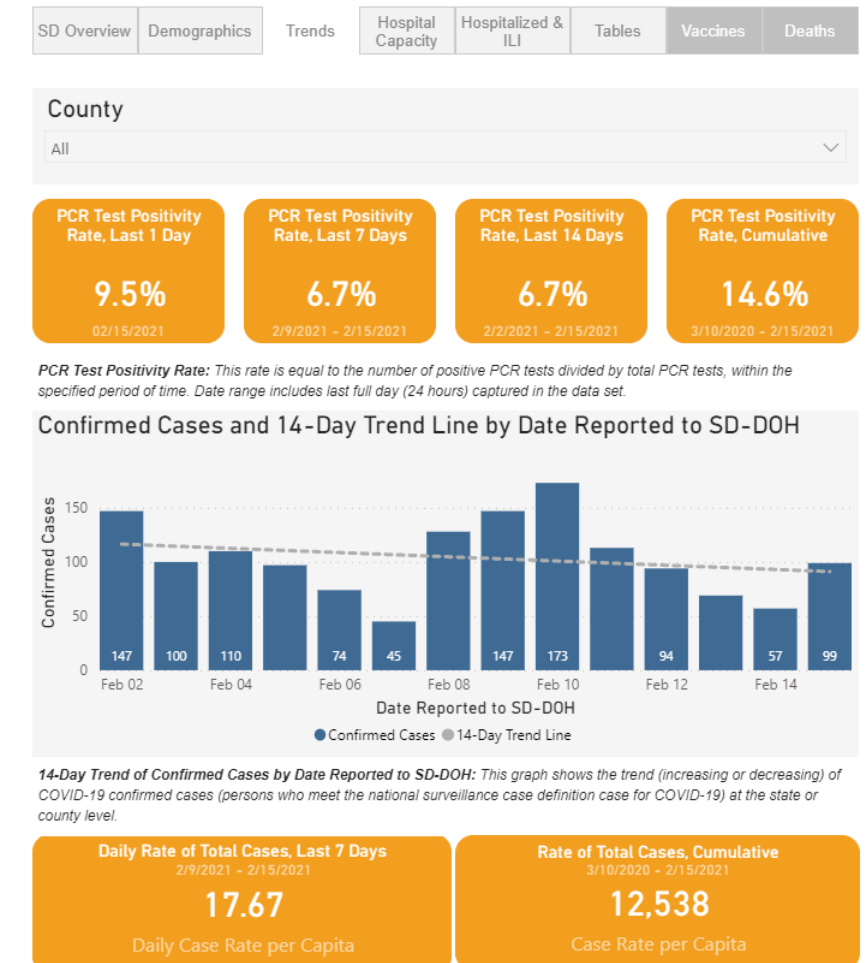 SD Overview
Demographics
Trends
Hospital
Capacity
Hospitalized &
ILI
Tables
Vaccines
Deaths
County
All
PCR Test Positivity
Rate, Last 1 Day
9.5%
02/15/2021
PCR Test Positivity
Rate, Last 7 Days
6.7%
2/9/2021 - 2/15/2021
PCR Test Positivity
Rate, Last 14 Days
6.7%
2/2/2021 - 2/15/2021
PCR Test Positivity
Rate, Cumulative
14.6%
3/10/2020 - 2/15/2021
PCR Test Positivity Rate: This rate is equal to the number of positive PCR tests divided by total PCR tests, within the
specified period of time. Date range includes last full day (24 hours) captured in the data set.
Confirmed Cases and 14-Day Trend Line by Date Reported to SD-DOH
Confirmed Cases
150
100
50
0
147 100 110 74 45 147 173 94 57 99
Feb 02 Feb 04 Feb 06 Feb 08 Feb 10 Feb 12 Feb 14
Date Reported to SD-DOH
Confirmed Cases 14-Day Trend Line
14-Day Trend of Confirmed Cases by Date Reported to SD-DOH: This graph shows the trend (increasing or decreasing) of
COVID-19 confirmed cases (persons who meet the national surveillance case definition case for COVID-19) at the state or
county level.
Daily Rate of Total Cases, Last 7 Days
2/9/2021 - 2/15/2021
17.67
Daily Case Rate per Capita
Rate of Total Cases, Cumulative
3/10/2020 - 2/15/2021
12,538
Case Rate per Capita